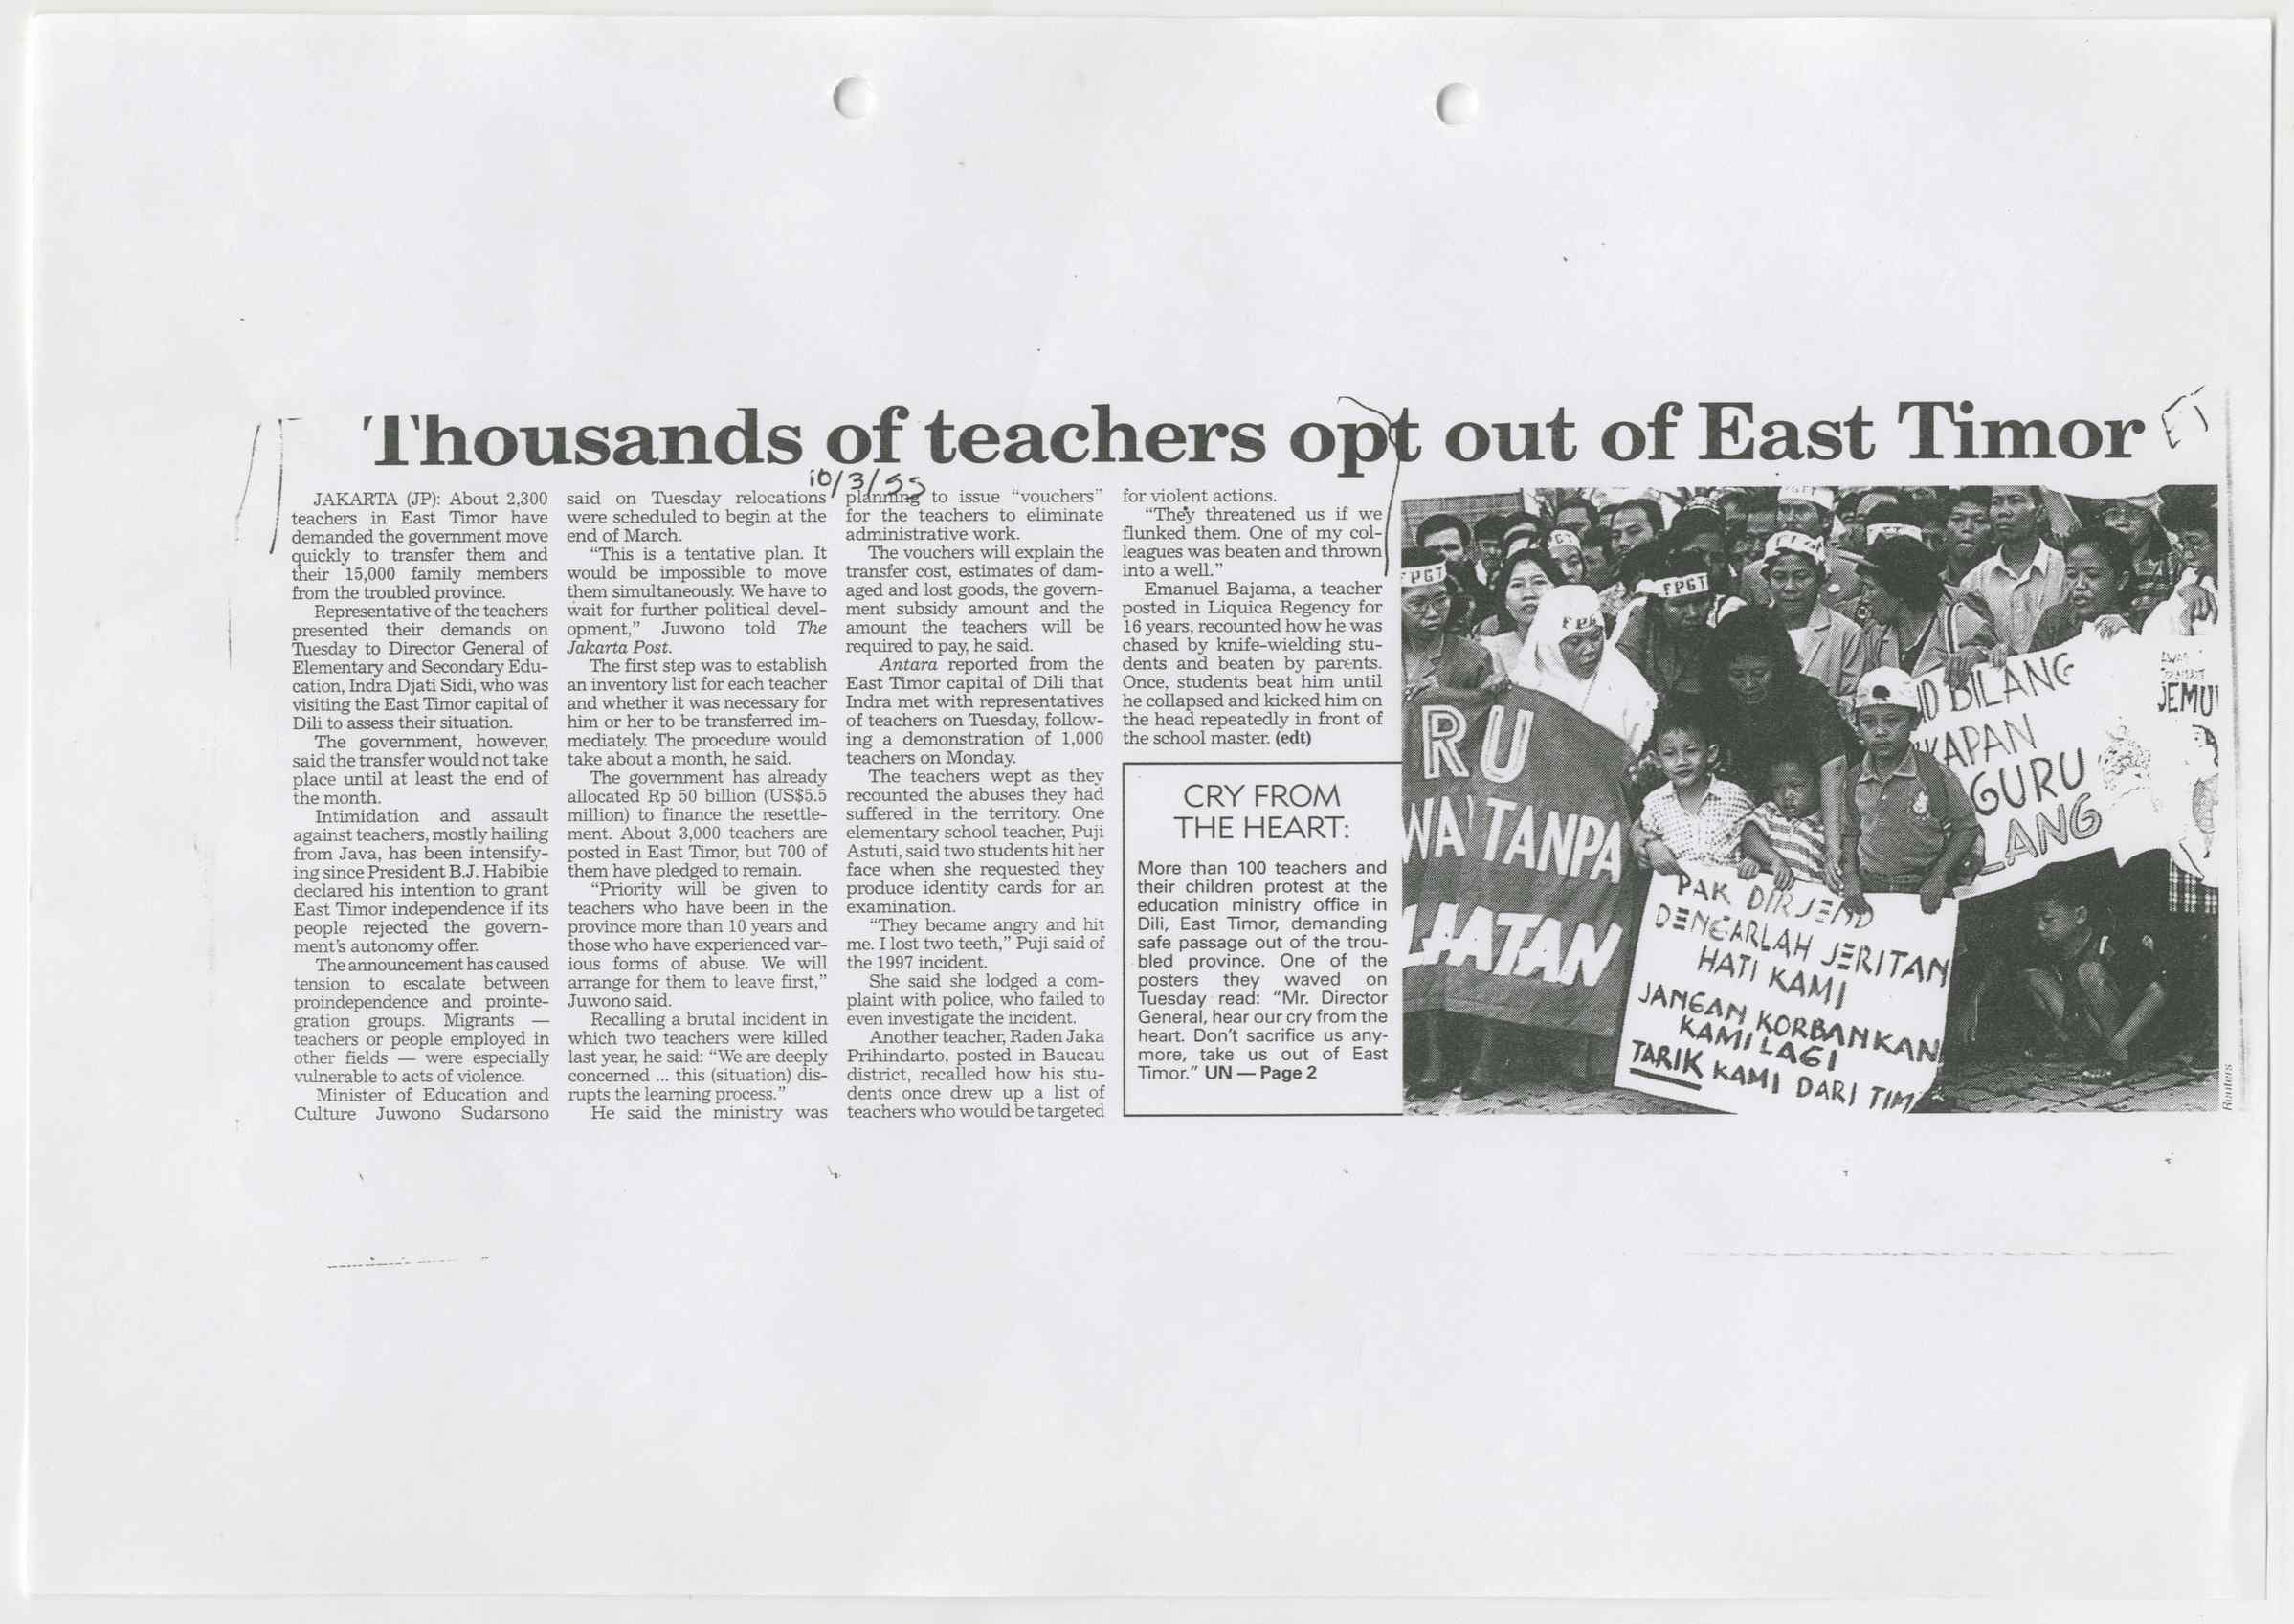 Thousands of teachers opt out of East Timor
10/3/99
JAKARTA (JP): About 2,300
teachers in East Timor have
demanded the government move
quickly to transfer them and
their 15,000 family members
from the troubled province.
Representative of the teachers
presented their demands on
Tuesday to Director General of
Elementary and Secondary Edu-
cation, Indra Djati Sidi, who was
visiting the East Timor capital of
Dili to assess their situation.
The government, however,
said the transfer would not take
place until at least the end of
the month.
Intimidation and assault
against teachers, mostly hailing
from Java, has been intensify-
ing since President B.J. Habibie
declared his intention to grant
East Timor independence if its
people rejected the govern-
ment's autonomy offer.
The announcement has caused
tension to escalate between
proindependence and prointe-
gration groups. Migrants —
teachers or people employed in
other fields — were especially
vulnerable to acts of violence.
Minister of Education and
Culture Juwono Sudarsono
said on Tuesday relocations
were scheduled to begin at the
end of March.
"This is a tentative plan. It
would be impossible to move
them simultaneously. We have to
wait for further political devel-
opment," Juwono told The
Jakarta Post.
The first step was to establish
an inventory list for each teacher
and whether it was necessary for
him or her to be transferred im-
mediately. The procedure would
take about a month, he said.
The government has already
allocated Rp 50 billion (US$5.5
million) to finance the resettle-
ment. About 3,000 teachers are
posted in East Timor, but 700 of
them have pledged to remain.
"Priority will be given to
teachers who have been in the
province more than 10 years and
those who have experienced var-
ious forms of abuse. We will
arrange for them to leave first,"
Juwono said.
Recalling a brutal incident in
which two teachers were killed
last year, he said: "We are deeply
concerned ... this (situation) dis-
rupts the learning process."
He said the ministry was
planning to issue "vouchers"
for the teachers to eliminate
administrative work.
The vouchers will explain the
transfer cost, estimates of dam-
aged and lost goods, the govern-
ment subsidy amount and the
amount the teachers will be
required to pay, he said.
Antara reported from the
East Timor capital of Dili that
Indra met with representatives
of teachers on Tuesday, follow-
ing a demonstration of 1,000
teachers on Monday.
The teachers wept as they
recounted the abuses they had
suffered in the territory. One
elementary school teacher, Puji
Astuti, said two students hit her
face when she requested they
produce identity cards for an
examination.
"They became angry and hit
me. I lost two teeth," Puji said of
the 1997 incident.
She said she lodged a com-
plaint with police, who failed to
even investigate the incident.
Another teacher, Raden Jaka
Prihindarto, posted in Baucau
district, recalled how his stu-
dents once drew up a list of
teachers who would be targeted
for violent actions.
"They threatened us if we
flunked them. One of my col-
leagues was beaten and thrown
into a well."
Emanuel Bajama, a teacher
posted in Liquica Regency for
16 years, recounted how he was
chased by knife-wielding stu-
dents and beaten by parents.
Once, students beat him until
he collapsed and kicked him on
the head repeatedly in front of
the school master. (edt)
CRY FROM
THE HEART:
More than 100 teachers and
their children protest at the
education ministry office in
Dili, East Timor, demanding
safe passage out of the trou-
bled province. One of the
posters they waved on
Tuesday read: "Mr. Director
General, hear our cry from the
heart. Don't sacrifice us any-
more, take us out of East
Timor." UN — Page 2
FPGT
FPGT
RU
WA TANPA
HATAN
PAK DIRJEND
DENGARLAH JERITAN
HATI KAMI
JANGAN KORBANKAN
KAMI LAGI
TARIK KAMI DARI TIM
BILANG
KAPAN
GURU
LANG
JEMU
Reuters